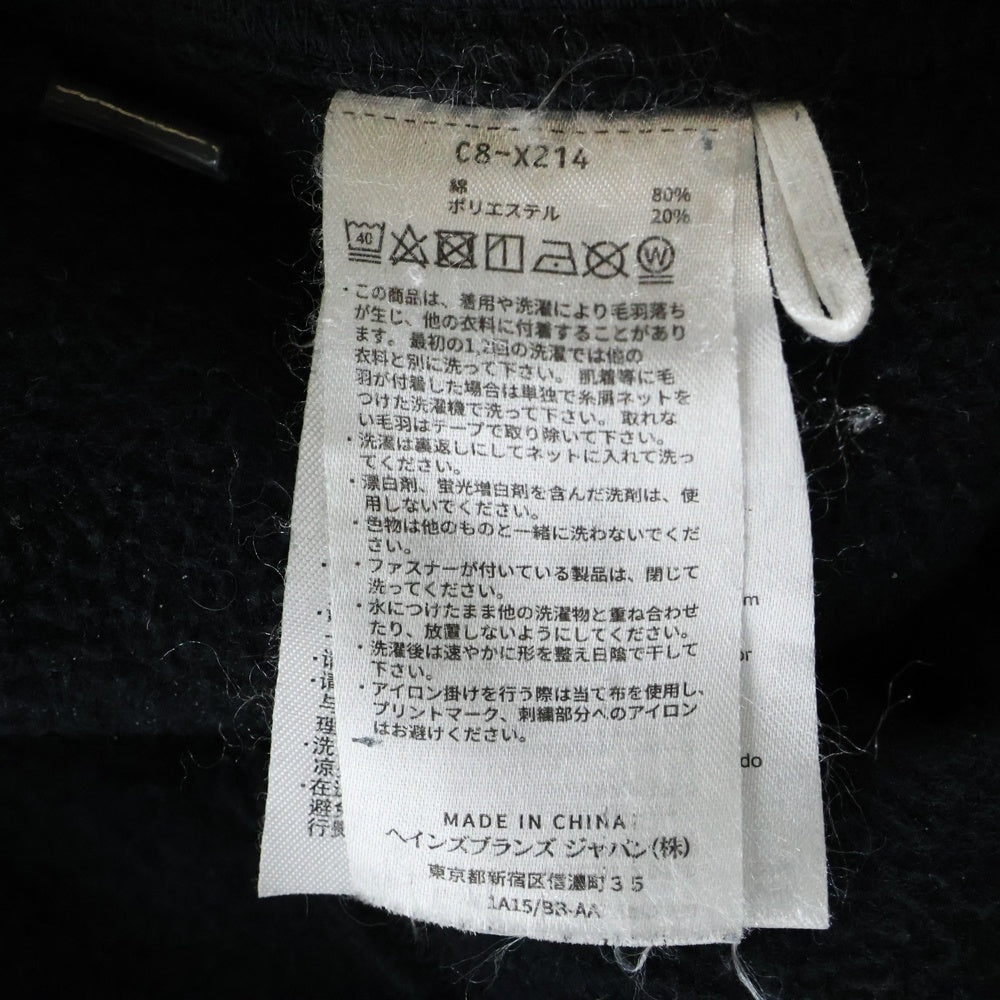 C8-X214
綿 80%
ポリエステル 20%
40
W
・この商品は、着用や洗濯により毛羽落ち
が生じ、他の衣料に付着することがあり
ます。最初の1,2回の洗濯では他の
衣料と別に洗って下さい。肌着等に毛
羽が付着した場合は単独で糸屑ネットを
つけた洗濯機で洗って下さい。取れな
い毛羽はテープで取り除いて下さい。
・洗濯は裏返しにしてネットに入れて洗っ
てください。
・漂白剤、蛍光増白剤を含んだ洗剤は、使
用しないでください。
・色物は他のものと一緒に洗わないでくだ
さい。
・ファスナーが付いている製品は、閉じて
洗ってください。
・水につけたまま他の洗濯物と重ね合わせ
たり、放置しないようにしてください。
・洗濯後は速やかに形を整え日陰で干して
下さい。
・アイロン掛けを行う際は当て布を使用し、
プリントマーク、刺繍部分へのアイロン
はお避けください。
MADE IN CHINA
ヘインズブランズ ジャパン(株)
東京都新宿区信濃町35
1A15/BR-AA
・请
与
理
・洗
凉
・在
避免
行
m
or
do